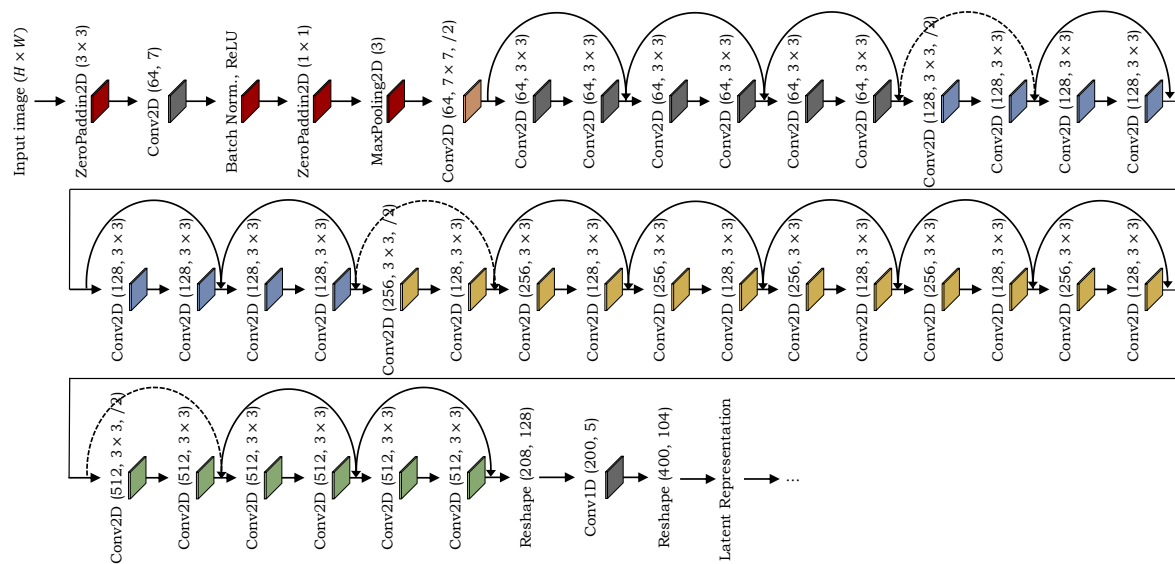 Input image (H × W)
ZeroPaddin2D (3 × 3)
Conv2D (64, 7)
Batch Norm., ReLU
ZeroPaddin2D (1 × 1)
MaxPooling2D (3)
Conv2D (64, 7 × 7, /2)
Conv2D (64, 3 × 3)
Conv2D (64, 3 × 3)
Conv2D (64, 3 × 3)
Conv2D (64, 3 × 3)
Conv2D (64, 3 × 3)
Conv2D (64, 3 × 3)
Conv2D (128, 3 × 3, /2)
Conv2D (128, 3 × 3)
Conv2D (128, 3 × 3)
Conv2D (128, 3 × 3)
Conv2D (128, 3 × 3)
Conv2D (128, 3 × 3)
Conv2D (128, 3 × 3)
Conv2D (128, 3 × 3)
Conv2D (256, 3 × 3, /2)
Conv2D (128, 3 × 3)
Conv2D (256, 3 × 3)
Conv2D (128, 3 × 3)
Conv2D (256, 3 × 3)
Conv2D (128, 3 × 3)
Conv2D (256, 3 × 3)
Conv2D (128, 3 × 3)
Conv2D (256, 3 × 3)
Conv2D (128, 3 × 3)
Conv2D (256, 3 × 3)
Conv2D (128, 3 × 3)
Conv2D (512, 3 × 3, /2)
Conv2D (512, 3 × 3)
Conv2D (512, 3 × 3)
Conv2D (512, 3 × 3)
Conv2D (512, 3 × 3)
Conv2D (512, 3 × 3)
Reshape (208, 128)
Conv1D (200, 5)
Reshape (400, 104)
Latent Representation
...